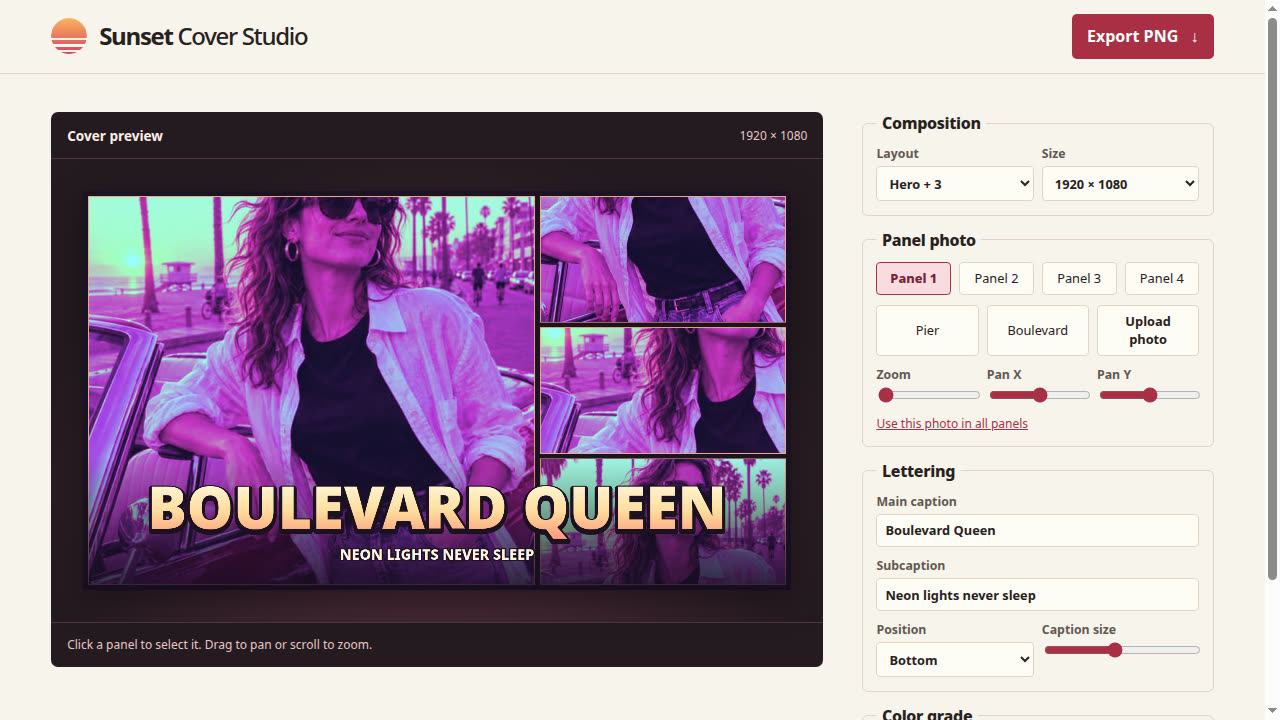 Sunset Cover Studio
Export PNG ↓
Cover preview
1920 × 1080
BOULEVARD QUEEN
NEON LIGHTS NEVER SLEEP
Click a panel to select it. Drag to pan or scroll to zoom.
Composition
Layout
Size
Hero + 3
1920 × 1080
Panel photo
Panel 1
Panel 2
Panel 3
Panel 4
Pier
Boulevard
Upload
photo
Zoom
Pan X
Pan Y
Use this photo in all panels
Lettering
Main caption
Boulevard Queen
Subcaption
Neon lights never sleep
Position
Caption size
Bottom
Color grade